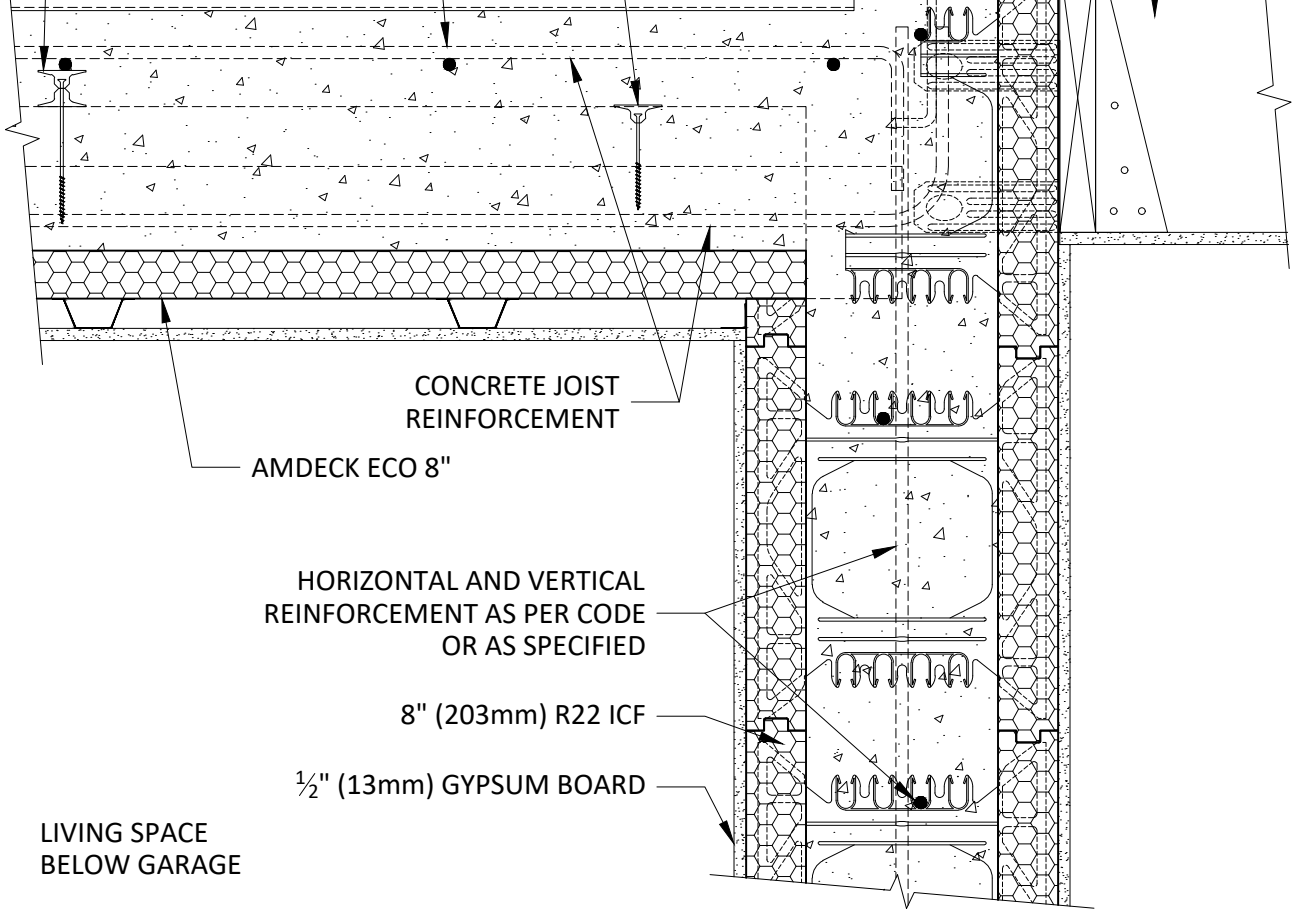 CONCRETE JOIST
REINFORCEMENT
AMDECK ECO 8"
HORIZONTAL AND VERTICAL
REINFORCEMENT AS PER CODE
OR AS SPECIFIED
8" (203mm) R22 ICF
½" (13mm) GYPSUM BOARD
LIVING SPACE
BELOW GARAGE